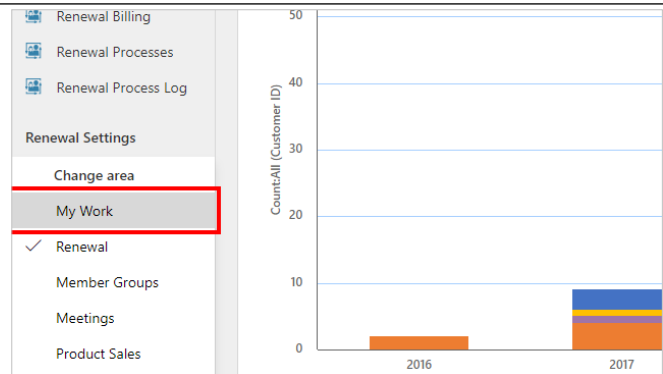 Renewal Billing
Renewal Processes
Renewal Process Log
Renewal Settings
Change area
My Work
Renewal
Member Groups
Meetings
Product Sales
Count:All (Customer ID)
50
40
30
20
10
0
2016
2017